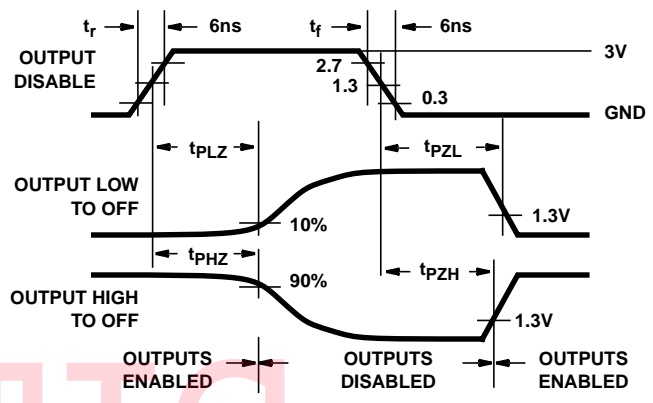 tr 6ns tf 6ns
OUTPUT DISABLE
3V
2.7
1.3
0.3
GND
tPLZ tPZL
OUTPUT LOW TO OFF
10%
1.3V
tPHZ tPZH
90%
OUTPUT HIGH TO OFF
1.3V
OUTPUTS ENABLED
OUTPUTS DISABLED
OUTPUTS ENABLED